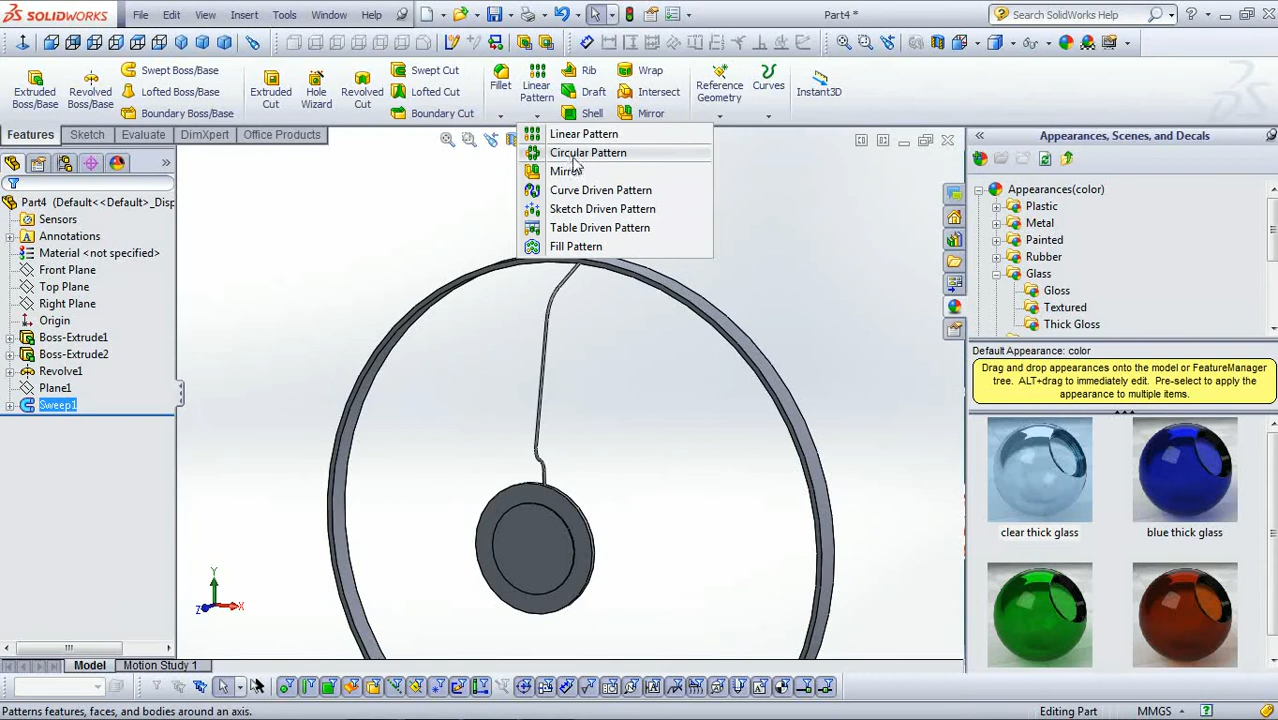 SOLIDWORKS File Edit View Insert Tools Window Help Part4 * Search SolidWorks Help
Extruded Boss/Base
Revolved Boss/Base
Swept Boss/Base
Lofted Boss/Base
Boundary Boss/Base
Extruded Cut
Hole Wizard
Revolved Cut
Swept Cut
Lofted Cut
Boundary Cut
Fillet
Linear Pattern
Rib
Draft
Shell
Wrap
Intersect
Mirror
Reference Geometry
Curves
Instant3D
Features Sketch Evaluate DimXpert Office Products
Linear Pattern
Circular Pattern
Mirror
Curve Driven Pattern
Sketch Driven Pattern
Table Driven Pattern
Fill Pattern
Part4 (Default<<Default>_Disp
Sensors
Annotations
Material <not specified>
Front Plane
Top Plane
Right Plane
Origin
Boss-Extrude1
Boss-Extrude2
Revolve1
Plane1
Sweep1
Y
Z X
Appearances, Scenes, and Decals
Appearances(color)
Plastic
Metal
Painted
Rubber
Glass
Gloss
Textured
Thick Gloss
Default Appearance: color
Drag and drop appearances onto the model or FeatureManager
tree. ALT+drag to immediately edit. Pre-select to apply the
appearance to multiple items.
clear thick glass blue thick glass
Model Motion Study 1
Patterns features, faces, and bodies around an axis. Editing Part MMGS